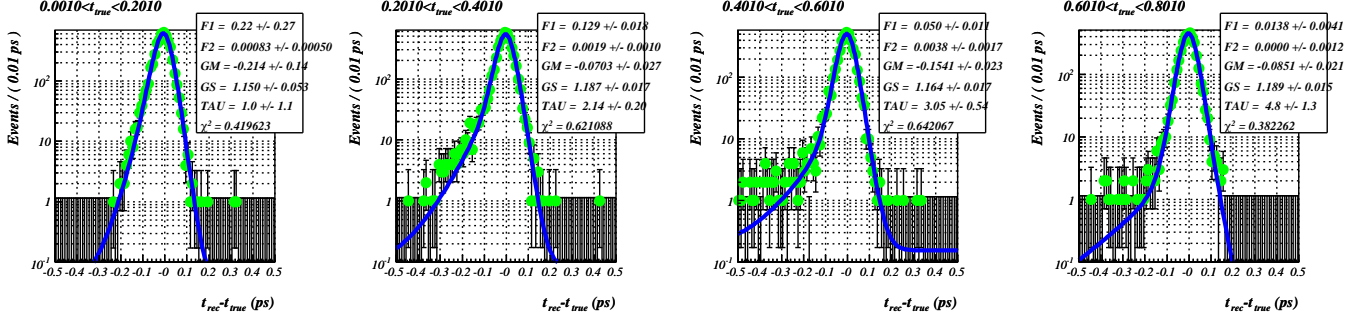 0.0010<t_true<0.2010
F1 = 0.22 +/- 0.27
F2 = 0.00083 +/- 0.00050
GM = -0.214 +/- 0.14
GS = 1.150 +/- 0.053
TAU = 1.0 +/- 1.1
χ² = 0.419623
Events / ( 0.01 ps )
10²
10
1
10⁻¹
-0.5 -0.4 -0.3 -0.2 -0.1 -0 0.1 0.2 0.3 0.4 0.5
t_rec-t_true (ps)
0.2010<t_true<0.4010
F1 = 0.129 +/- 0.018
F2 = 0.0019 +/- 0.0010
GM = -0.0703 +/- 0.027
GS = 1.187 +/- 0.017
TAU = 2.14 +/- 0.20
χ² = 0.621088
Events / ( 0.01 ps )
10²
10
1
10⁻¹
-0.5 -0.4 -0.3 -0.2 -0.1 -0 0.1 0.2 0.3 0.4 0.5
t_rec-t_true (ps)
0.4010<t_true<0.6010
F1 = 0.050 +/- 0.011
F2 = 0.0038 +/- 0.0017
GM = -0.1541 +/- 0.023
GS = 1.164 +/- 0.017
TAU = 3.05 +/- 0.54
χ² = 0.642067
Events / ( 0.01 ps )
10²
10
1
10⁻¹
-0.5 -0.4 -0.3 -0.2 -0.1 -0 0.1 0.2 0.3 0.4 0.5
t_rec-t_true (ps)
0.6010<t_true<0.8010
F1 = 0.0138 +/- 0.0041
F2 = 0.0000 +/- 0.0012
GM = -0.0851 +/- 0.021
GS = 1.189 +/- 0.015
TAU = 4.8 +/- 1.3
χ² = 0.382262
Events / ( 0.01 ps )
10²
10
1
10⁻¹
-0.5 -0.4 -0.3 -0.2 -0.1 -0 0.1 0.2 0.3 0.4 0.5
t_rec-t_true (ps)